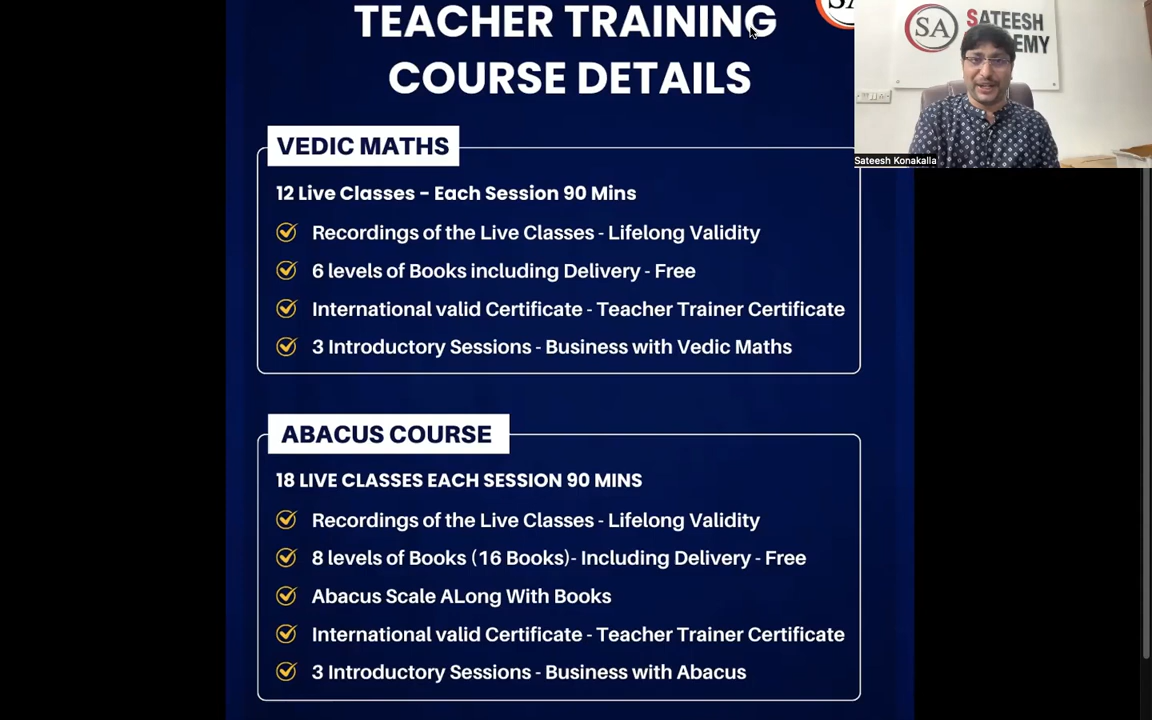 TEACHER TRAINING
COURSE DETAILS
SA
SA
SATEESH
Sateesh Konakalla
VEDIC MATHS
12 Live Classes - Each Session 90 Mins
Recordings of the Live Classes - Lifelong Validity
6 levels of Books including Delivery - Free
International valid Certificate - Teacher Trainer Certificate
3 Introductory Sessions - Business with Vedic Maths
ABACUS COURSE
18 LIVE CLASSES EACH SESSION 90 MINS
Recordings of the Live Classes - Lifelong Validity
8 levels of Books (16 Books)- Including Delivery - Free
Abacus Scale ALong With Books
International valid Certificate - Teacher Trainer Certificate
3 Introductory Sessions - Business with Abacus